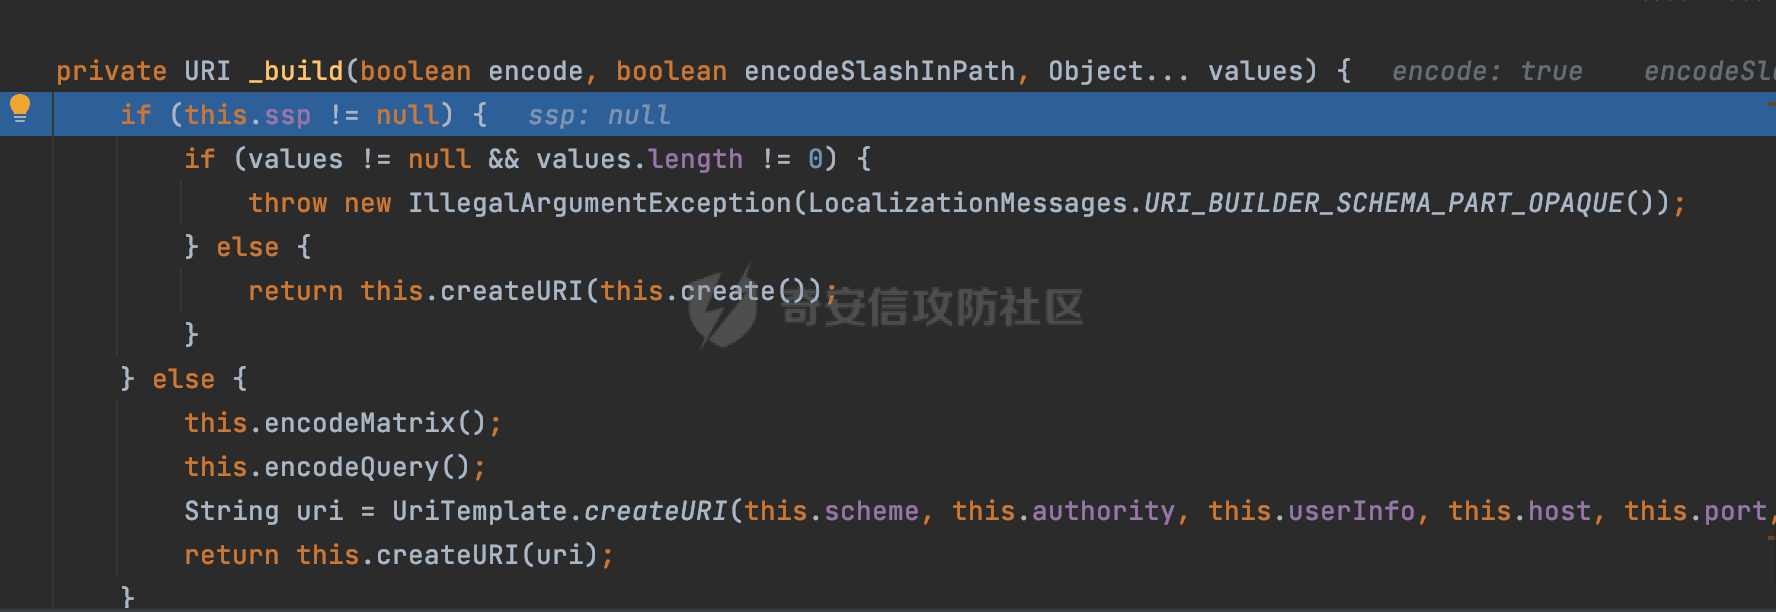 private URI _build(boolean encode, boolean encodeSlashInPath, Object... values) { encode: true encodeSl
if (this.ssp != null) { ssp: null
if (values != null && values.length != 0) {
throw new IllegalArgumentException(LocalizationMessages.URI_BUILDER_SCHEMA_PART_OPAQUE());
} else {
return this.createURI(this.create());
}
奇安信攻防社区
} else {
this.encodeMatrix();
this.encodeQuery();
String uri = UriTemplate.createURI(this.scheme, this.authority, this.userInfo, this.host, this.port,
return this.createURI(uri);
}